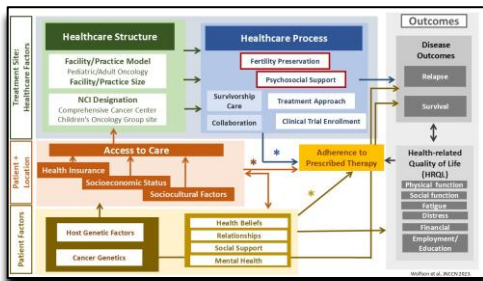 Treatment Site:
Healthcare Factors
Healthcare Structure
Facility/Practice Model
Pediatric/Adult Oncology
Facility/Practice Size
NCI Designation
Comprehensive Cancer Center
Children's Oncology Group site
Healthcare Process
Fertility Preservation
Psychosocial Support
Survivorship
Care
Treatment Approach
Collaboration
Clinical Trial Enrollment
Outcomes
Disease
Outcomes
Relapse
Survival
Health-related
Quality of Life
(HRQL)
Physical function
Social function
Fatigue
Distress
Financial
Employment/
Education
Patient +
Location
Access to Care
Health Insurance
Socioeconomic Status
Sociocultural Factors
*
*
*
Adherence to
Prescribed Therapy
Patient Factors
Host Genetic Factors
Cancer Genetics
Health Beliefs
Relationships
Social Support
Mental Health
Wolfson et al, JNCCN 2023.